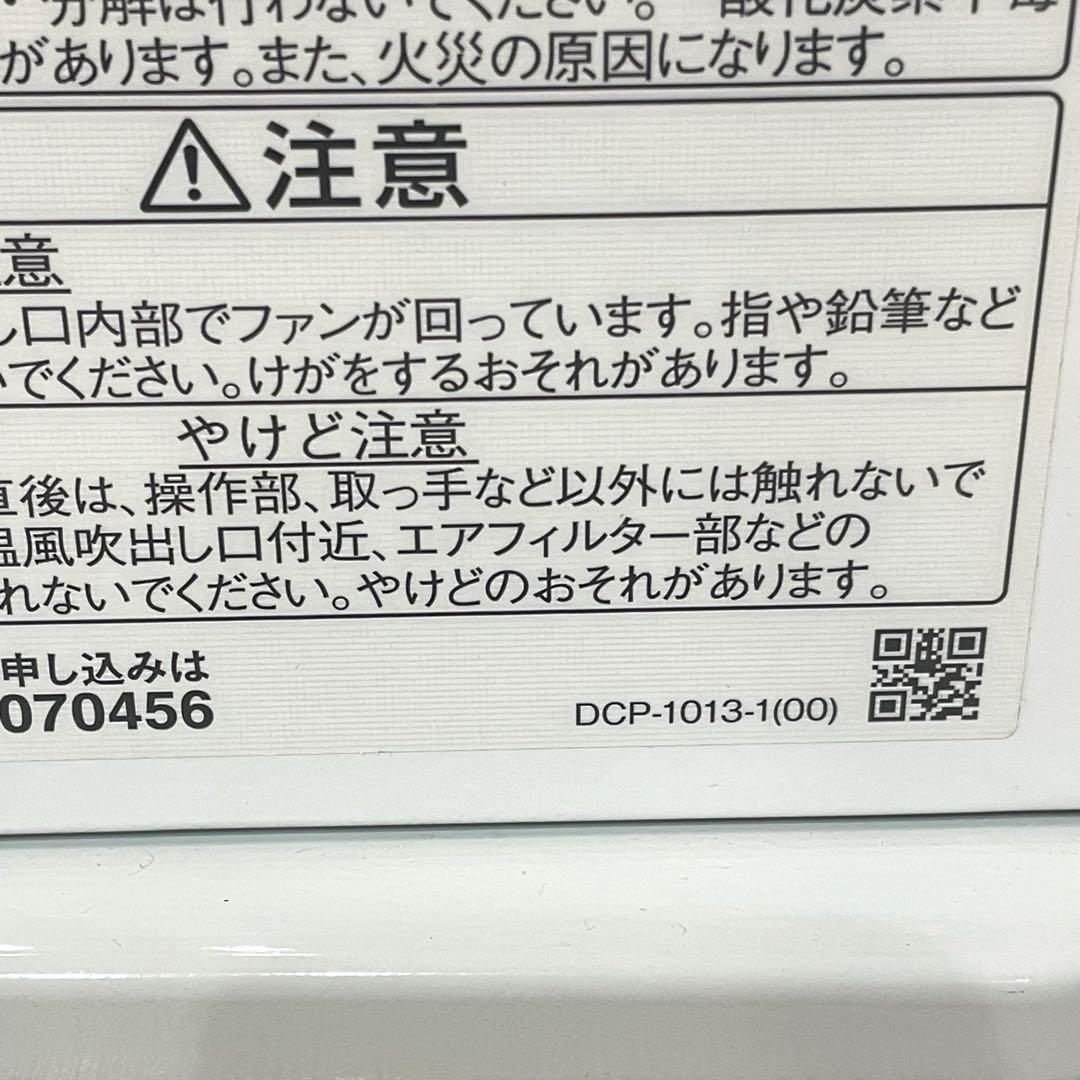 ・分解は行わないでください。一酸化炭素中毒
があります。また、火災の原因になります。
注意
意
し口内部でファンが回っています。指や鉛筆など
いでください。けがをするおそれがあります。
やけど注意
直後は、操作部、取っ手など以外には触れないで
温風吹出し口付近、エアフィルター部などの
れないでください。やけどのおそれがあります。
申し込みは
070456
DCP-1013-1(00)